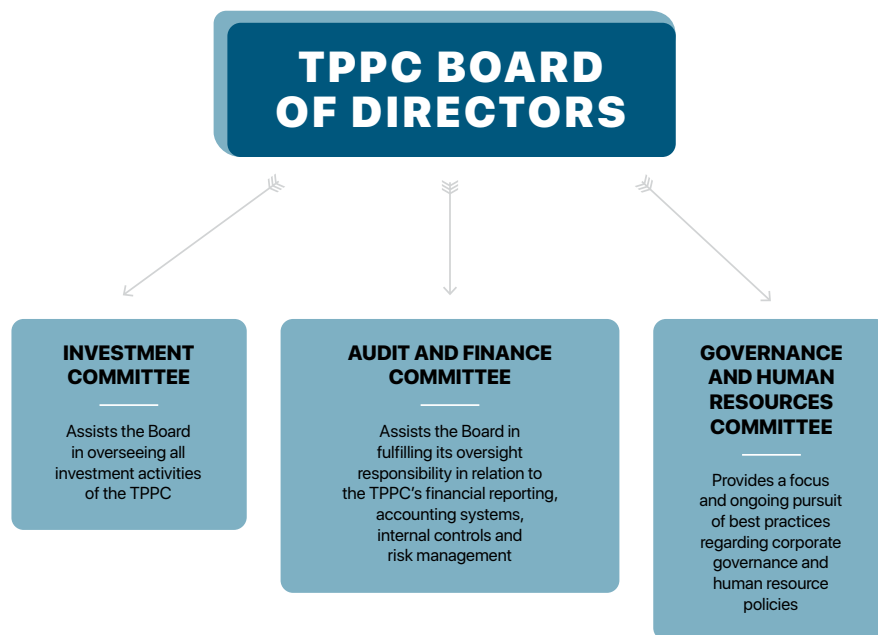 TPPC BOARD
OF DIRECTORS
INVESTMENT
COMMITTEE
Assists the Board
in overseeing all
investment activities
of the TPPC
AUDIT AND FINANCE
COMMITTEE
Assists the Board in
fulfilling its oversight
responsibility in relation to
the TPPC's financial reporting,
accounting systems,
internal controls and
risk management
GOVERNANCE
AND HUMAN
RESOURCES
COMMITTEE
Provides a focus
and ongoing pursuit
of best practices
regarding corporate
governance and
human resource
policies